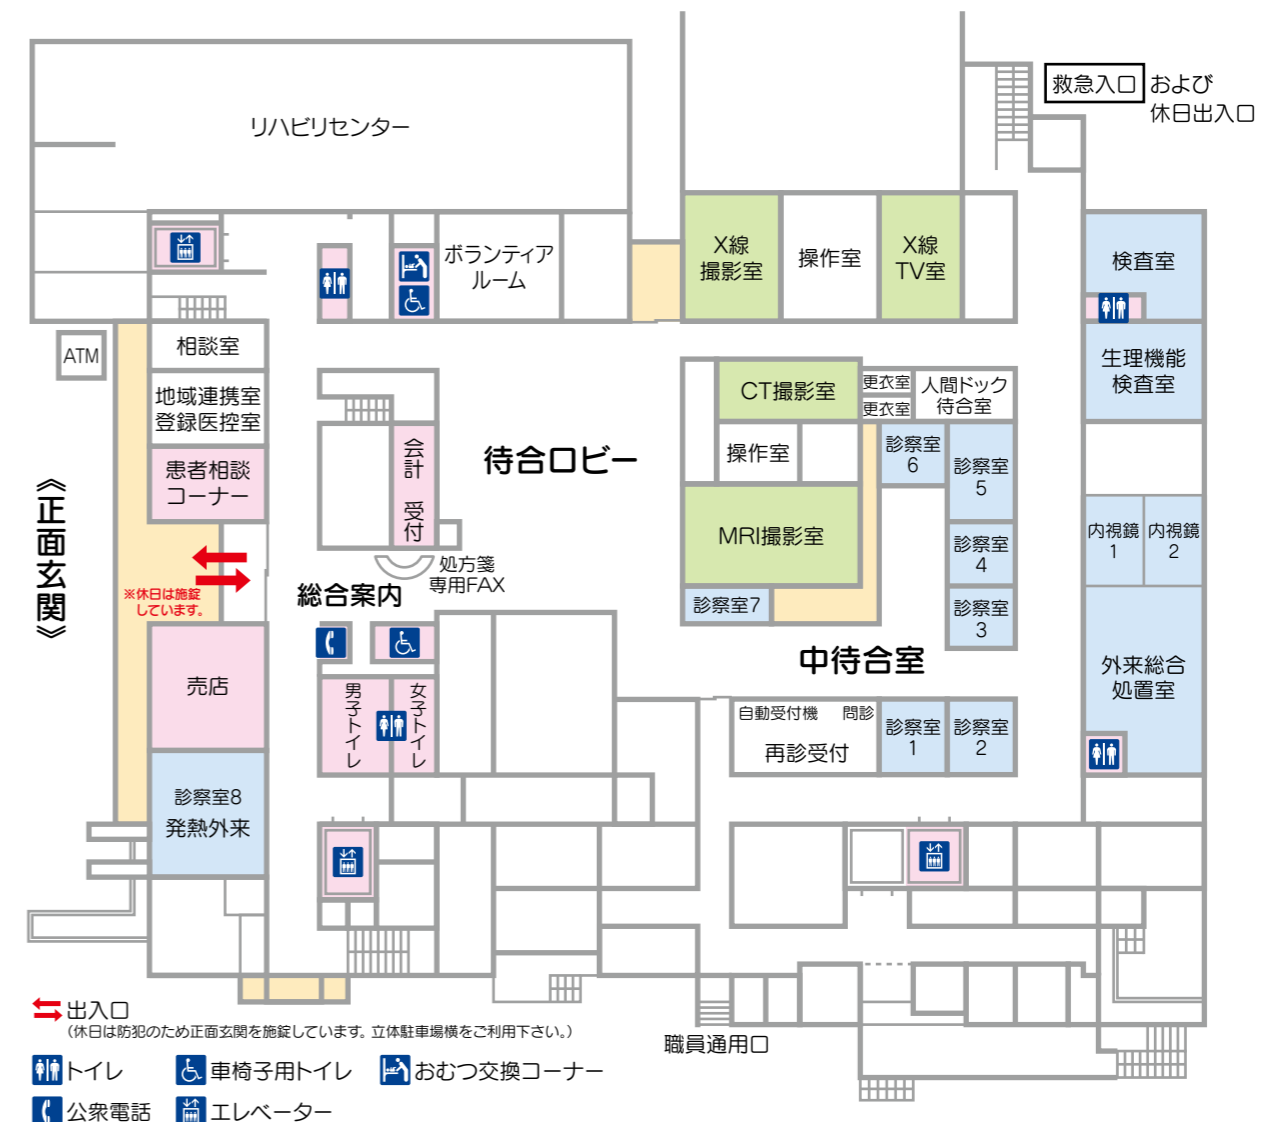 救急入口 および
休日出入口
リハビリセンター
ボランティア
ルーム
X線
撮影室
操作室
X線
TV室
検査室
ATM
相談室
地域連携室
登録医控室
患者相談
コーナー
会計 受付
待合ロビー
CT撮影室
更衣室
更衣室
人間ドック
待合室
生理機能
検査室
操作室
診察室
6
診察室
5
MRI撮影室
診察室
4
内視鏡
1
内視鏡
2
《正面玄関》
※休日は施錠
しています。
総合案内
処方箋
専用FAX
診察室7
診察室
3
中待合室
外来総合
処置室
売店
男子トイレ
女子トイレ
自動受付機 問診
再診受付
診察室
1
診察室
2
診察室8
発熱外来
職員通用口
出入口
（休日は防犯のため正面玄関を施錠しています。立体駐車場横をご利用下さい。）
トイレ 車椅子用トイレ おむつ交換コーナー
公衆電話 エレベーター